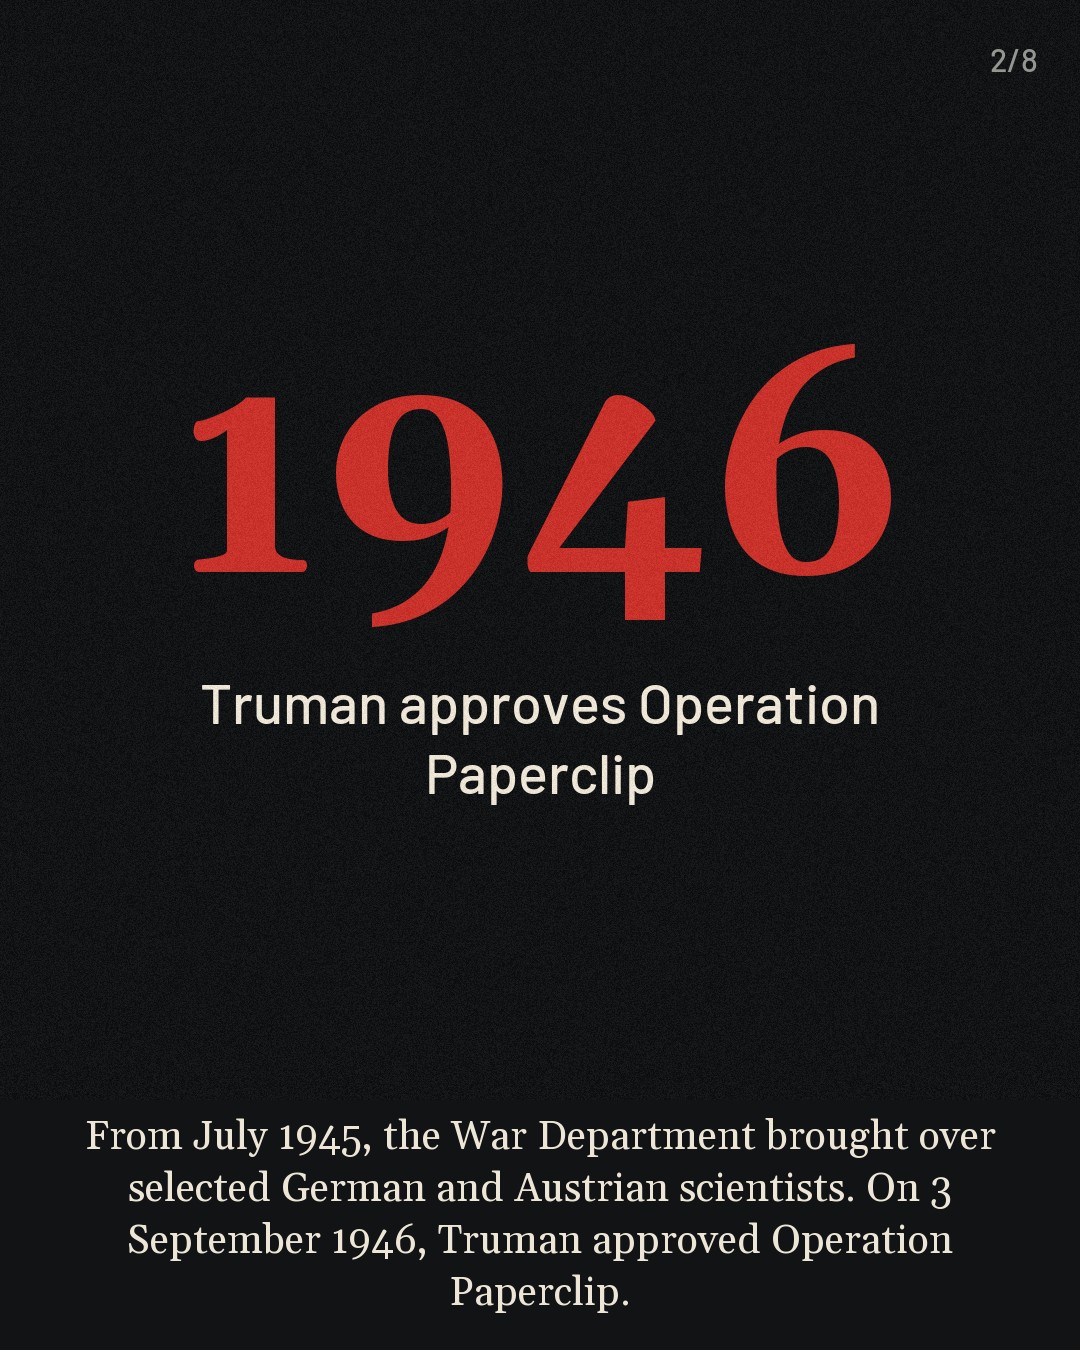 2/8
1946
Truman approves Operation
Paperclip
From July 1945, the War Department brought over
selected German and Austrian scientists. On 3
September 1946, Truman approved Operation
Paperclip.